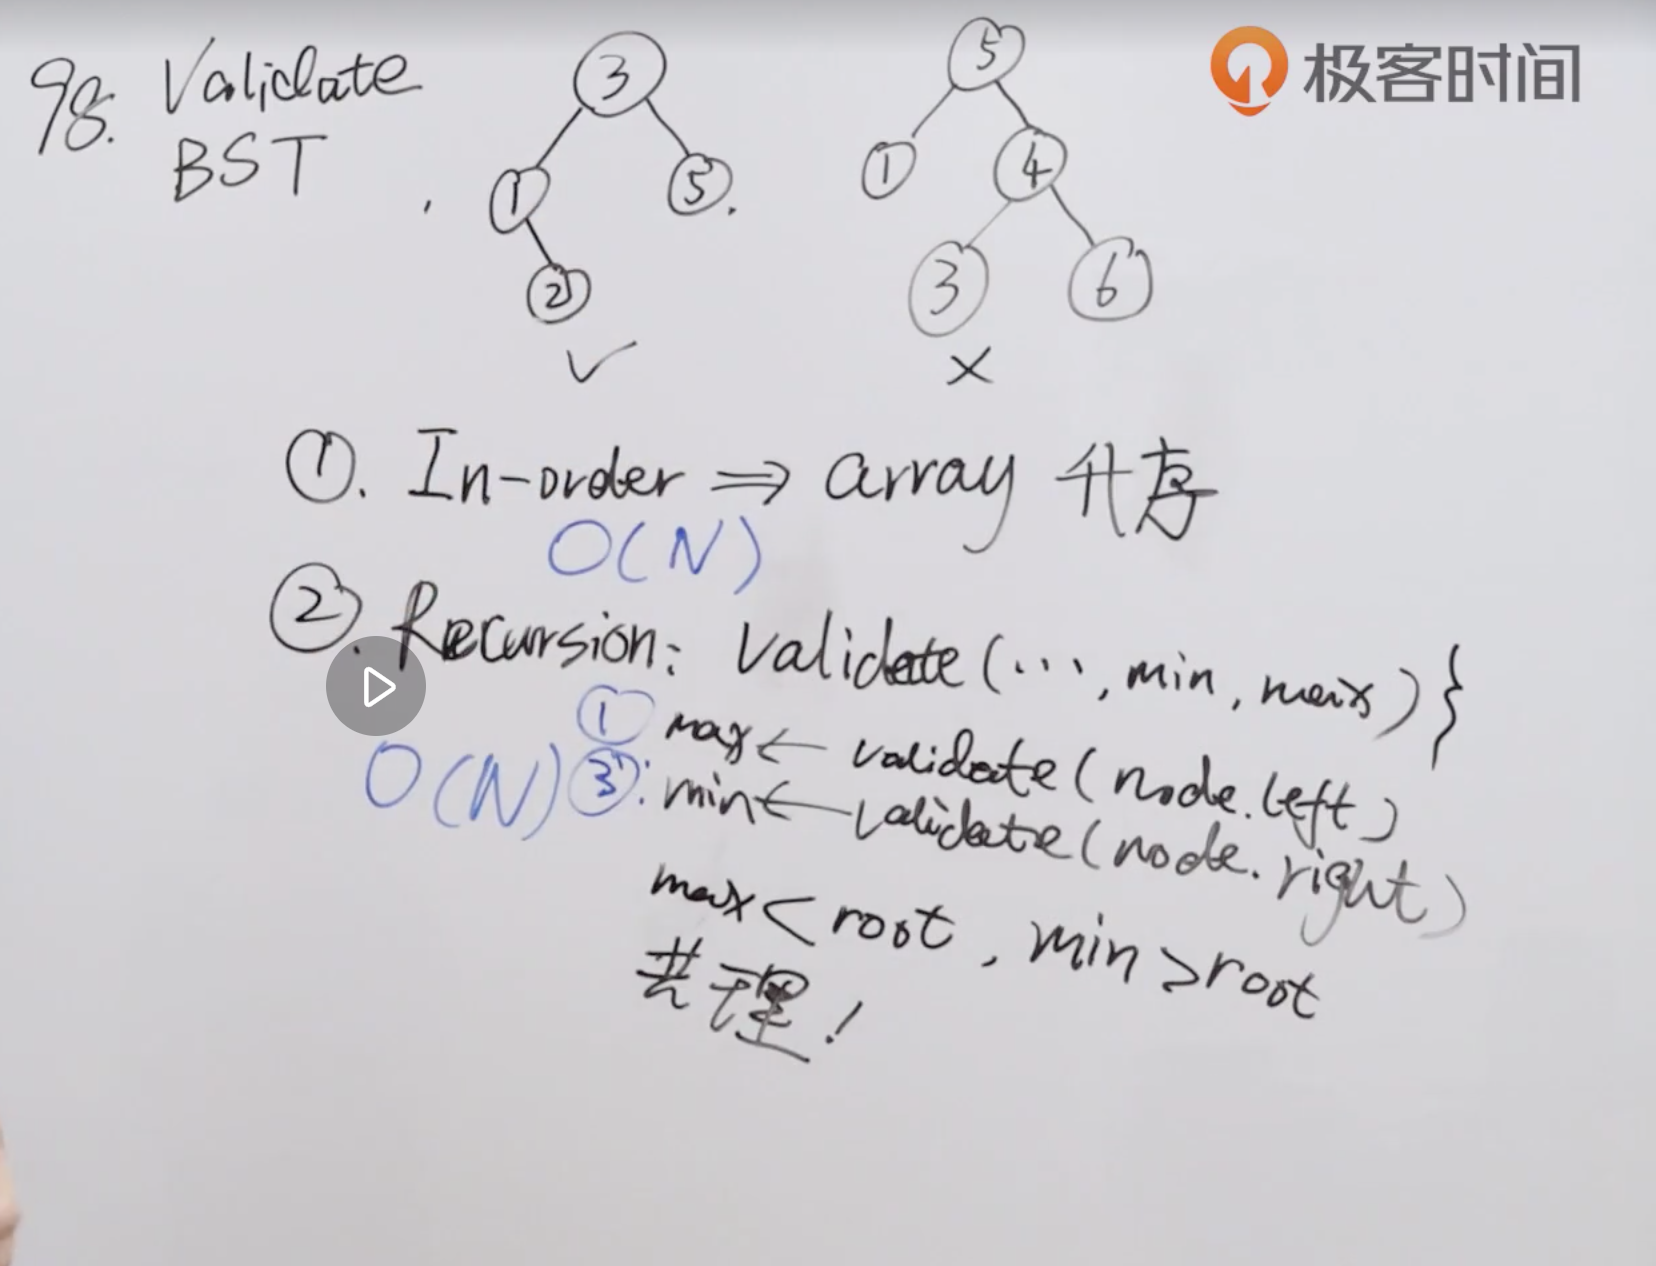 极客时间
98. Validate
BST
3
1
5
2
✓
5
1
4
3
6
×
①. In-order ⇒ array 升序
O(N)
②. Recursion: Validate(..., min, max) }
① max ← validate(node.left)
O(N) ③: min ← validate(node.right)
max < root, min > root
!